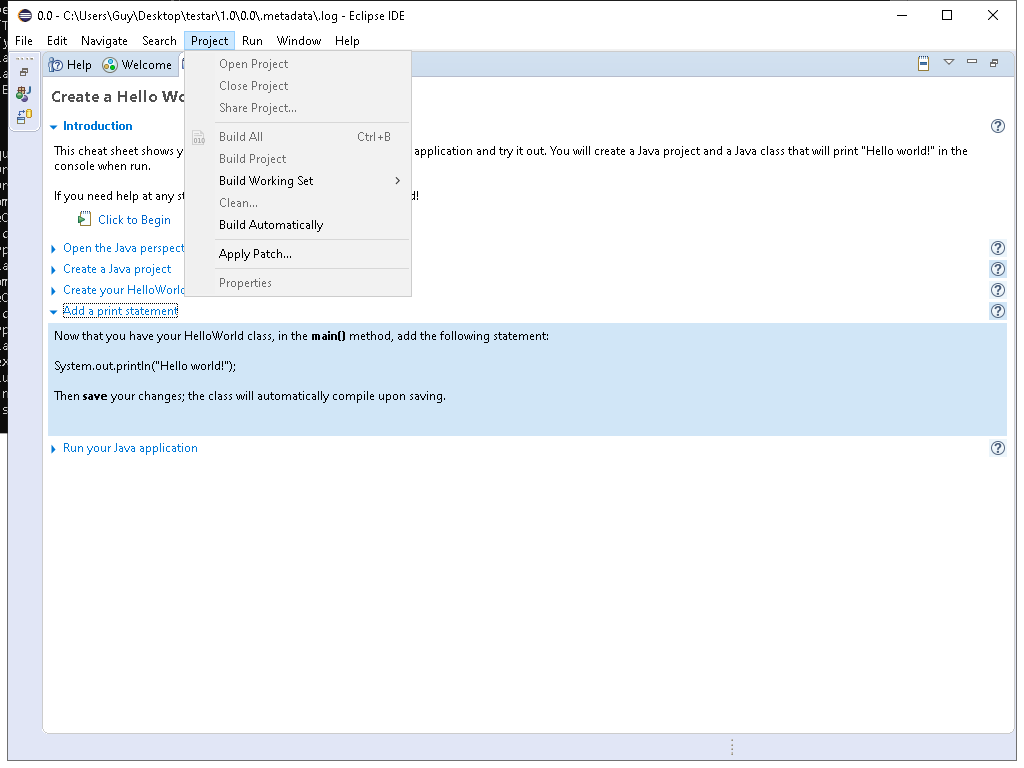 0.0 - C:\Users\Guy\Desktop\testar\1.0\0.0\.metadata\.log - Eclipse IDE
File Edit Navigate Search Project Run Window Help
Help Welcome
Open Project
Close Project
Share Project...
Build All Ctrl+B
Build Project
Build Working Set
Clean...
Build Automatically
Apply Patch...
Properties
Create a Hello Wo
Introduction
This cheat sheet shows y application and try it out. You will create a Java project and a Java class that will print "Hello world!" in the
console when run.
If you need help at any st d!
Click to Begin
Open the Java perspect
Create a Java project
Create your HelloWorld
Add a print statement
Now that you have your HelloWorld class, in the main() method, add the following statement:
System.out.println("Hello world!");
Then save your changes; the class will automatically compile upon saving.
Run your Java application